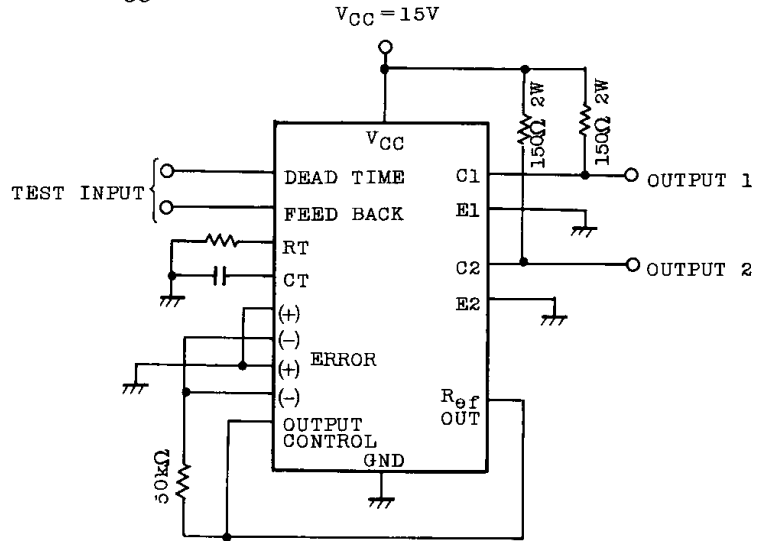 VCC=15V
150Ω 2W
150Ω 2W
VCC
TEST INPUT
DEAD TIME
FEED BACK
RT
CT
(+)
(-)
(+)
(-)
ERROR
OUTPUT
CONTROL
GND
C1
E1
C2
E2
Ref
OUT
OUTPUT 1
OUTPUT 2
50kΩ